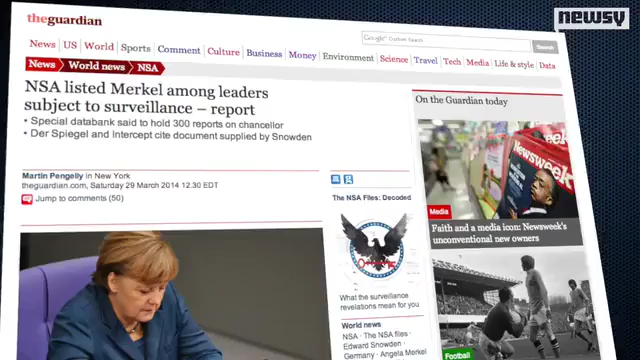 newsy
theguardian
Google Custom Search
Search
News US World Sports Comment Culture Business Money Environment Science Travel Tech Media Life & style Data
News World news NSA
NSA listed Merkel among leaders
subject to surveillance – report
• Special databank said to hold 300 reports on chancellor
• Der Spiegel and Intercept cite document supplied by Snowden
Martin Pengelly in New York
theguardian.com, Saturday 29 March 2014 12.30 EDT
Jump to comments (50)
The NSA Files: Decoded
What the surveillance
revelations mean for you
World news
NSA · The NSA files ·
Edward Snowden ·
Germany · Angela Merkel
On the Guardian today
Newsweek
Media
Faith and a media icon: Newsweek's
unconventional new owners
Football